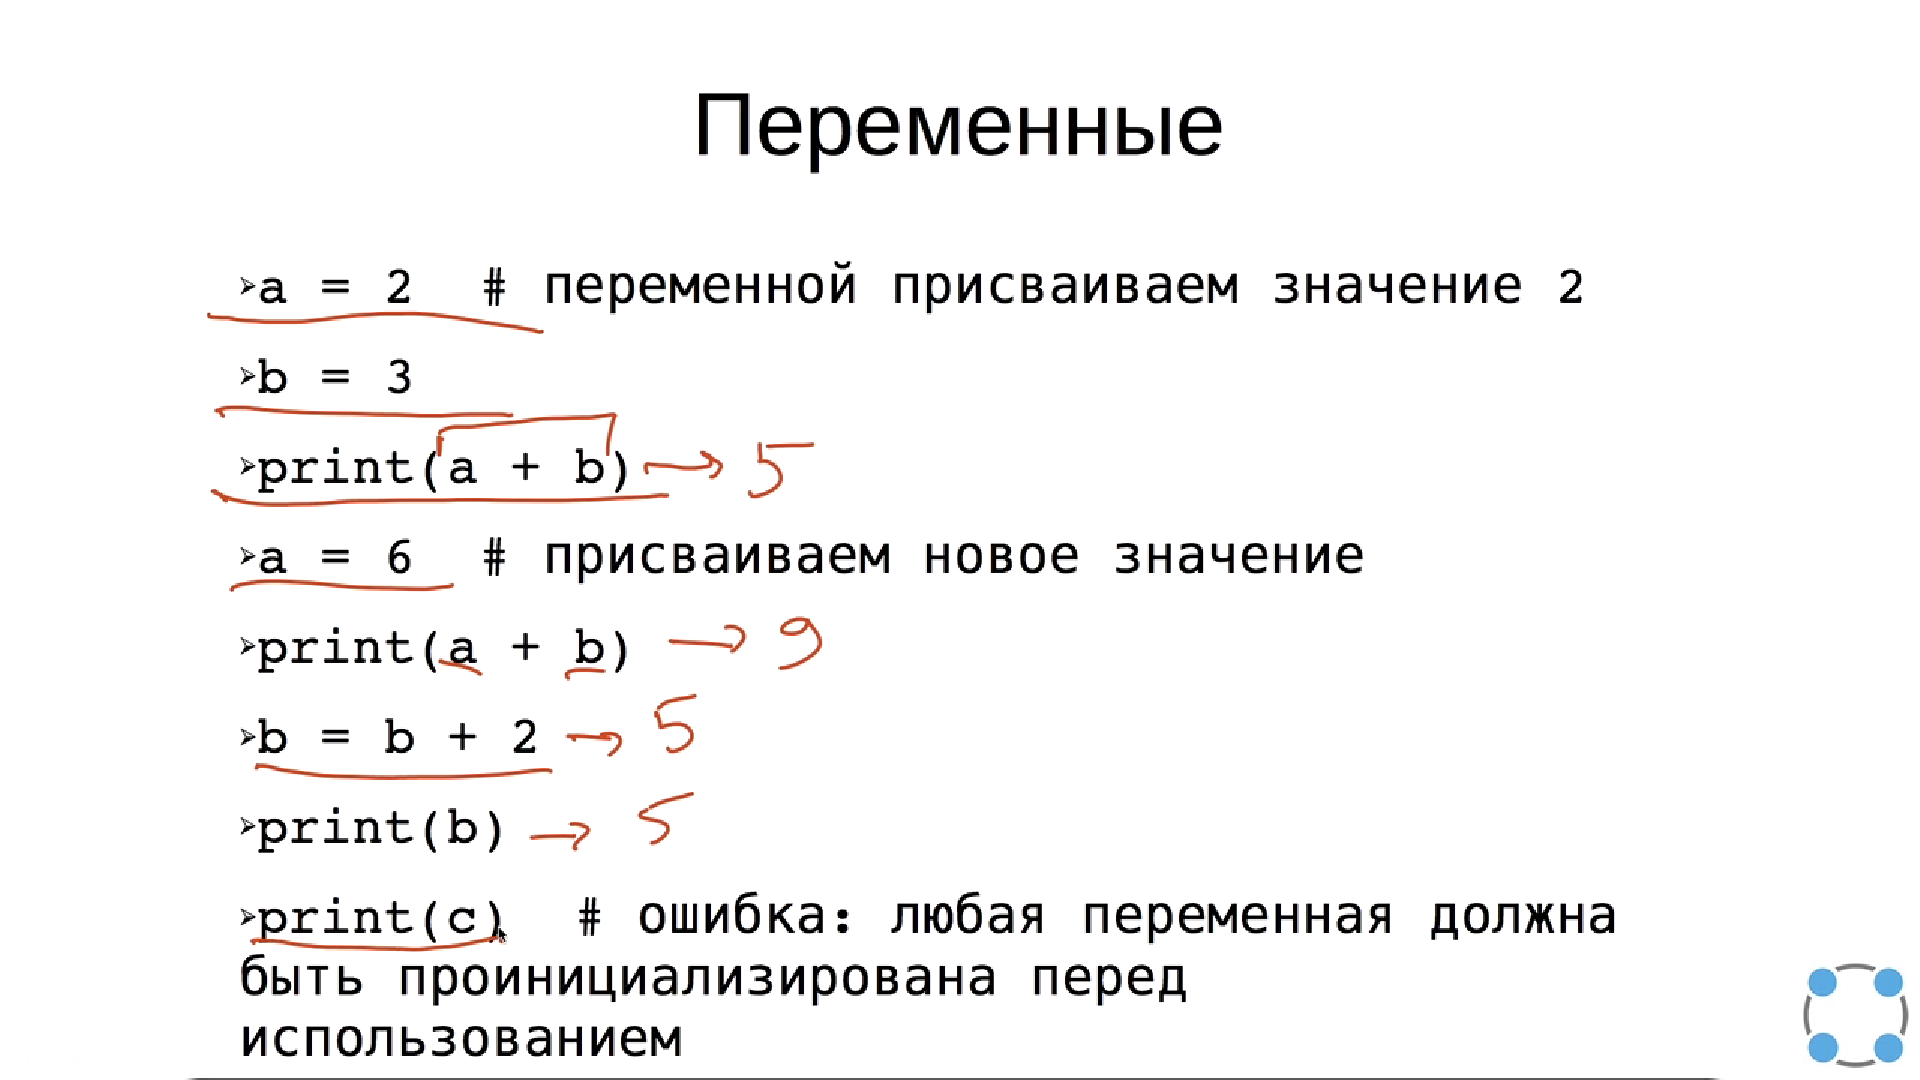 Переменные
➢a = 2  # переменной присваиваем значение 2
➢b = 3
➢print(a + b) → 5
➢a = 6  # присваиваем новое значение
➢print(a + b) → 9
➢b = b + 2 → 5
➢print(b) → 5
➢print(c)  # ошибка: любая переменная должна
быть проинициализирована перед
использованием